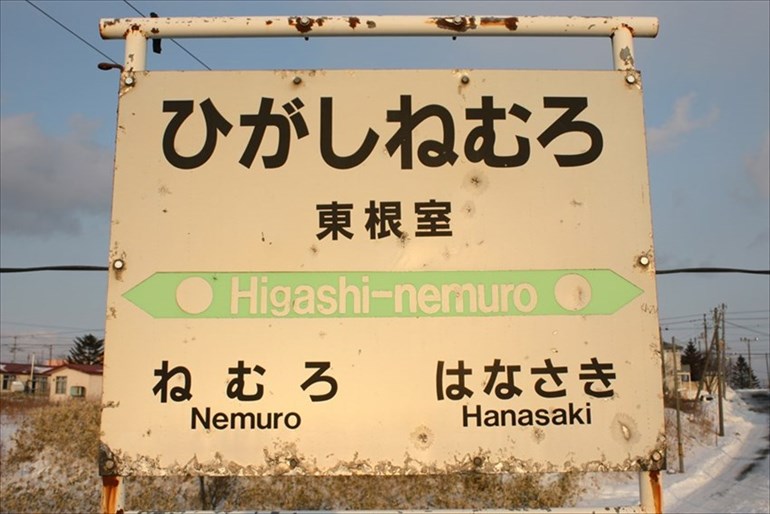 ひがしねむろ
東根室
Higashi-nemuro
ねむろ はなさき
Nemuro Hanasaki